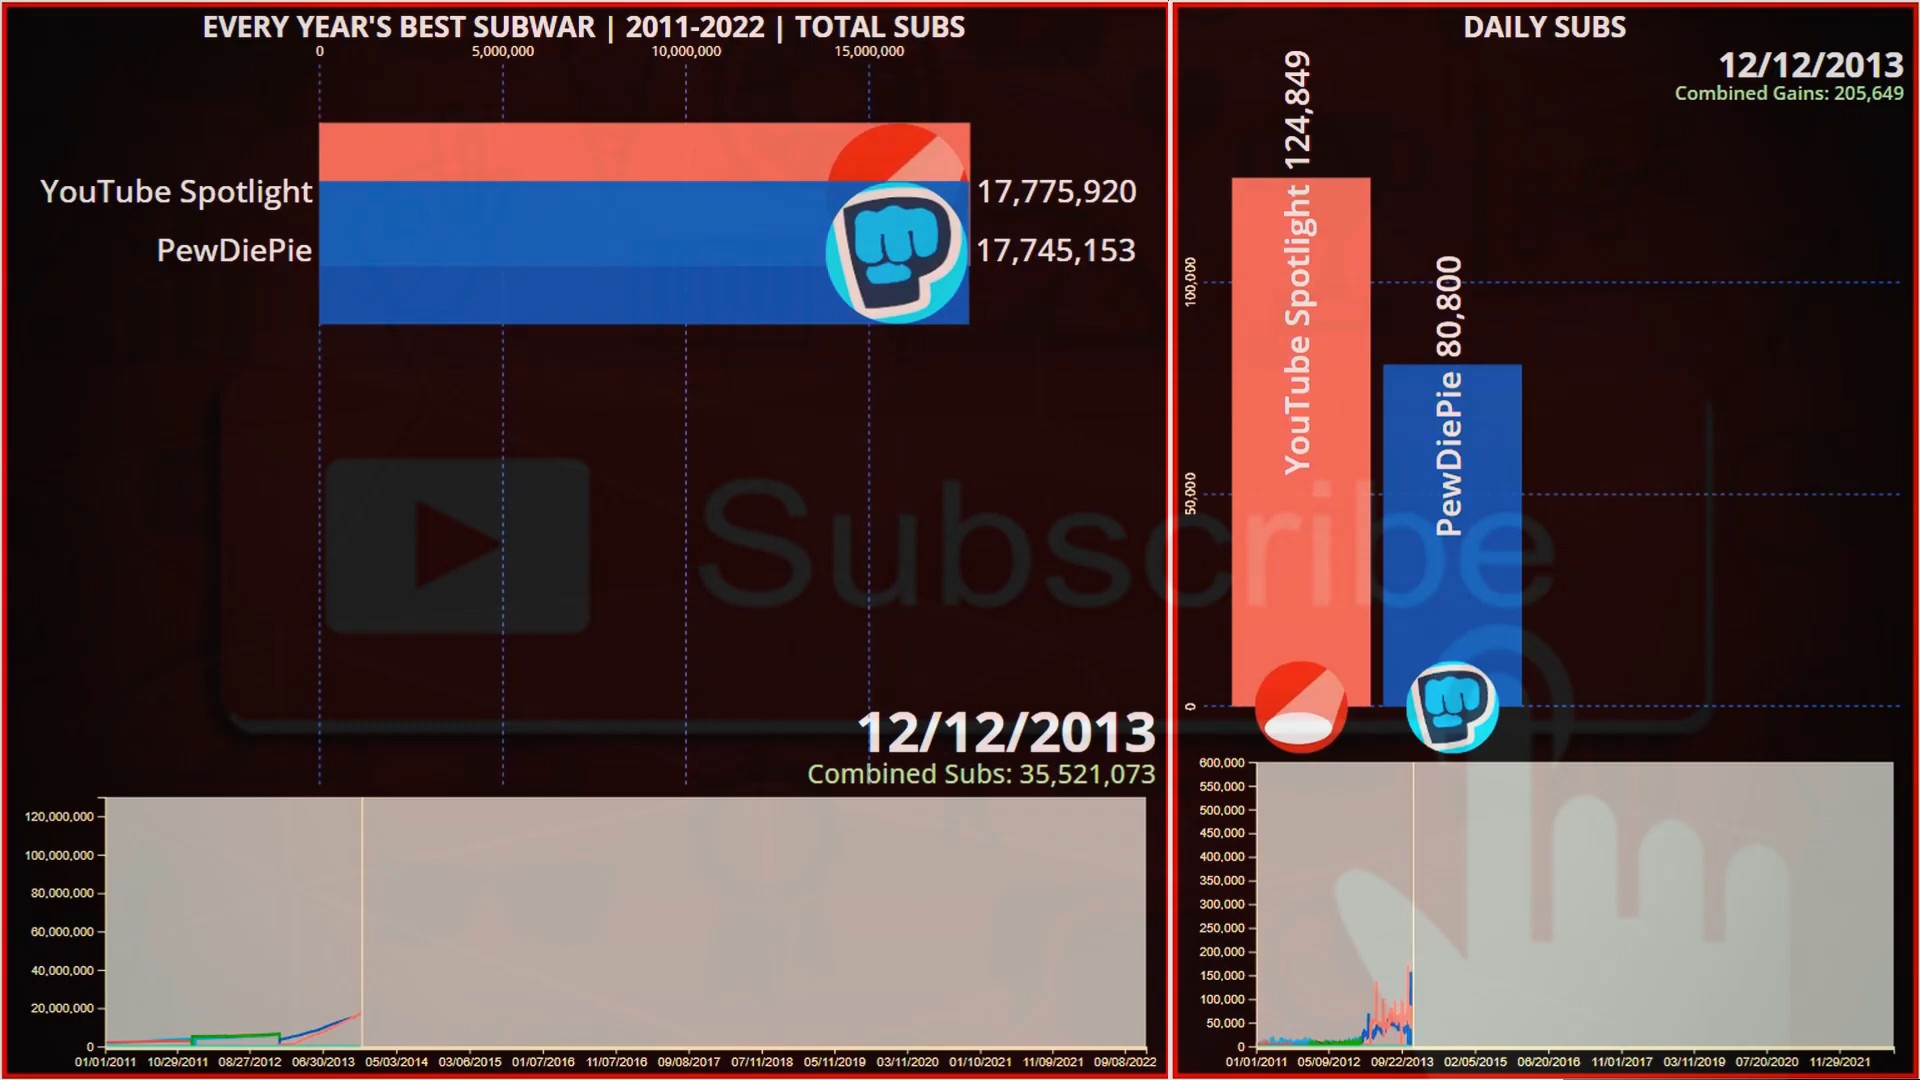 EVERY YEAR'S BEST SUBWAR | 2011-2022 | TOTAL SUBS
0 5,000,000 10,000,000 15,000,000
YouTube Spotlight 17,775,920
PewDiePie 17,745,153
Subscribe
12/12/2013
Combined Subs: 35,521,073
120,000,000
100,000,000
80,000,000
60,000,000
40,000,000
20,000,000
0
01/01/2011 10/29/2011 08/27/2012 06/30/2013 05/03/2014 03/06/2015 01/07/2016 11/07/2016 09/08/2017 07/11/2018 05/11/2019 03/11/2020 01/10/2021 11/09/2021 09/08/2022
DAILY SUBS
12/12/2013
Combined Gains: 205,649
YouTube Spotlight 124,849
PewDiePie 80,800
100,000
50,000
0
600,000
550,000
500,000
450,000
400,000
350,000
300,000
250,000
200,000
150,000
100,000
50,000
0
01/01/2011 05/09/2012 09/22/2013 02/05/2015 06/20/2016 11/01/2017 03/11/2019 07/20/2020 11/29/2021